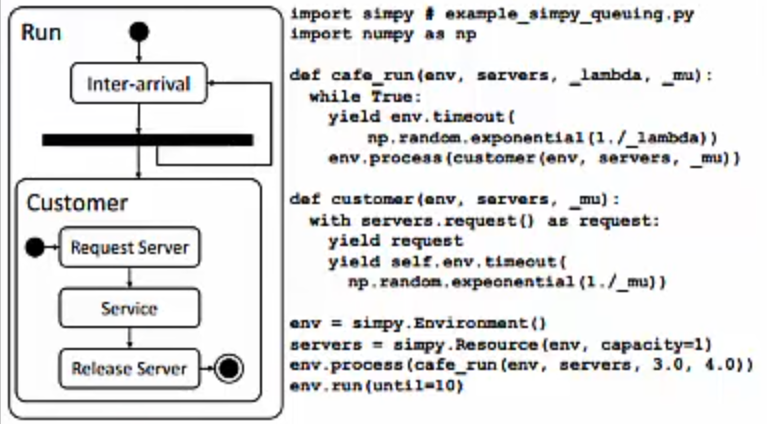 Run
Inter-arrival
Customer
Request Server
Service
Release Server
import simpy # example_simpy_queuing.py
import numpy as np
def cafe_run(env, servers, _lambda, _mu):
while True:
yield env.timeout(
np.random.exponential(1./_lambda))
env.process(customer(env, servers, _mu))
def customer(env, servers, _mu):
with servers.request() as request:
yield request
yield self.env.timeout(
np.random.expeonential(1./_mu))
env = simpy.Environment()
servers = simpy.Resource(env, capacity=1)
env.process(cafe_run(env, servers, 3.0, 4.0))
env.run(until=10)